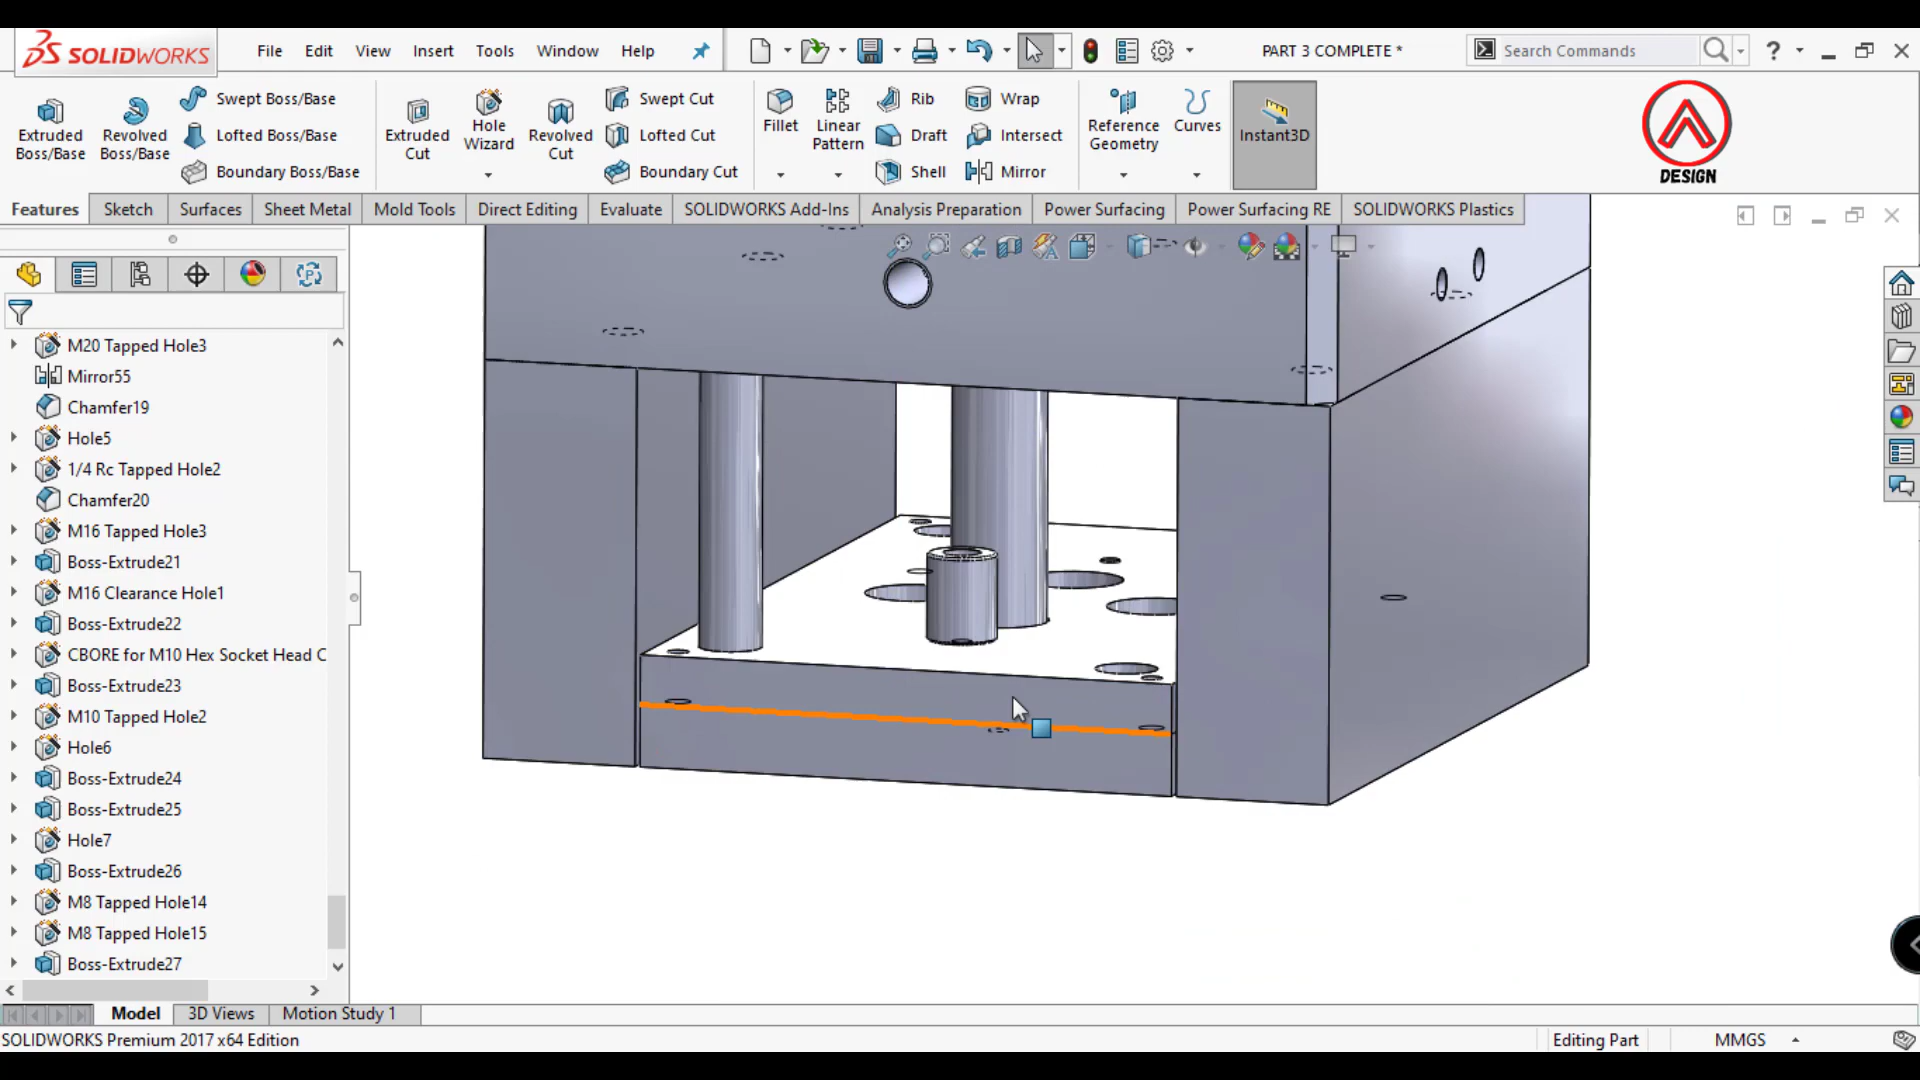 SOLIDWORKS File Edit View Insert Tools Window Help PART 3 COMPLETE * Search Commands ?
Extruded Boss/Base
Revolved Boss/Base
Swept Boss/Base
Lofted Boss/Base
Boundary Boss/Base
Extruded Cut
Hole Wizard
Revolved Cut
Swept Cut
Lofted Cut
Boundary Cut
Fillet
Linear Pattern
Rib
Draft
Shell
Wrap
Intersect
Mirror
Reference Geometry
Curves
Instant3D
DESIGN
Features Sketch Surfaces Sheet Metal Mold Tools Direct Editing Evaluate SOLIDWORKS Add-Ins Analysis Preparation Power Surfacing Power Surfacing RE SOLIDWORKS Plastics
M20 Tapped Hole3
Mirror55
Chamfer19
Hole5
1/4 Rc Tapped Hole2
Chamfer20
M16 Tapped Hole3
Boss-Extrude21
M16 Clearance Hole1
Boss-Extrude22
CBORE for M10 Hex Socket Head C
Boss-Extrude23
M10 Tapped Hole2
Hole6
Boss-Extrude24
Boss-Extrude25
Hole7
Boss-Extrude26
M8 Tapped Hole14
M8 Tapped Hole15
Boss-Extrude27
Model 3D Views Motion Study 1
SOLIDWORKS Premium 2017 x64 Edition Editing Part MMGS